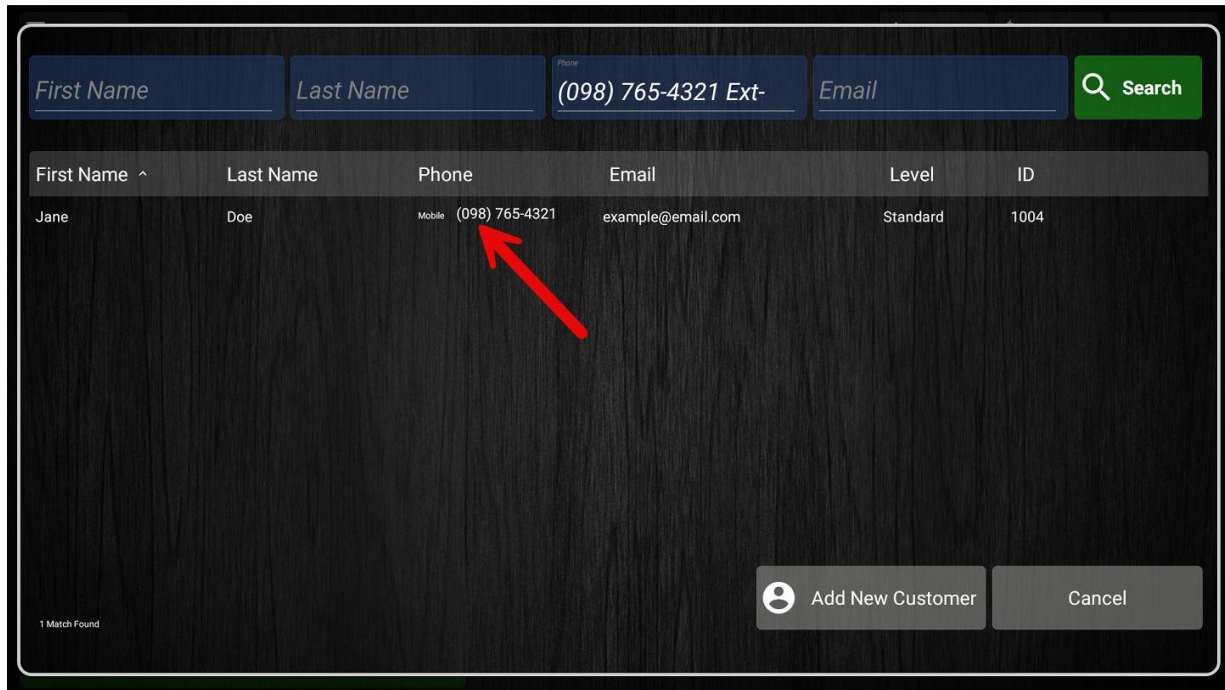 Phone
First Name Last Name (098) 765-4321 Ext- Email Search
First Name ^ Last Name Phone Email Level ID
Jane Doe Mobile (098) 765-4321 example@email.com Standard 1004
Add New Customer Cancel
1 Match Found